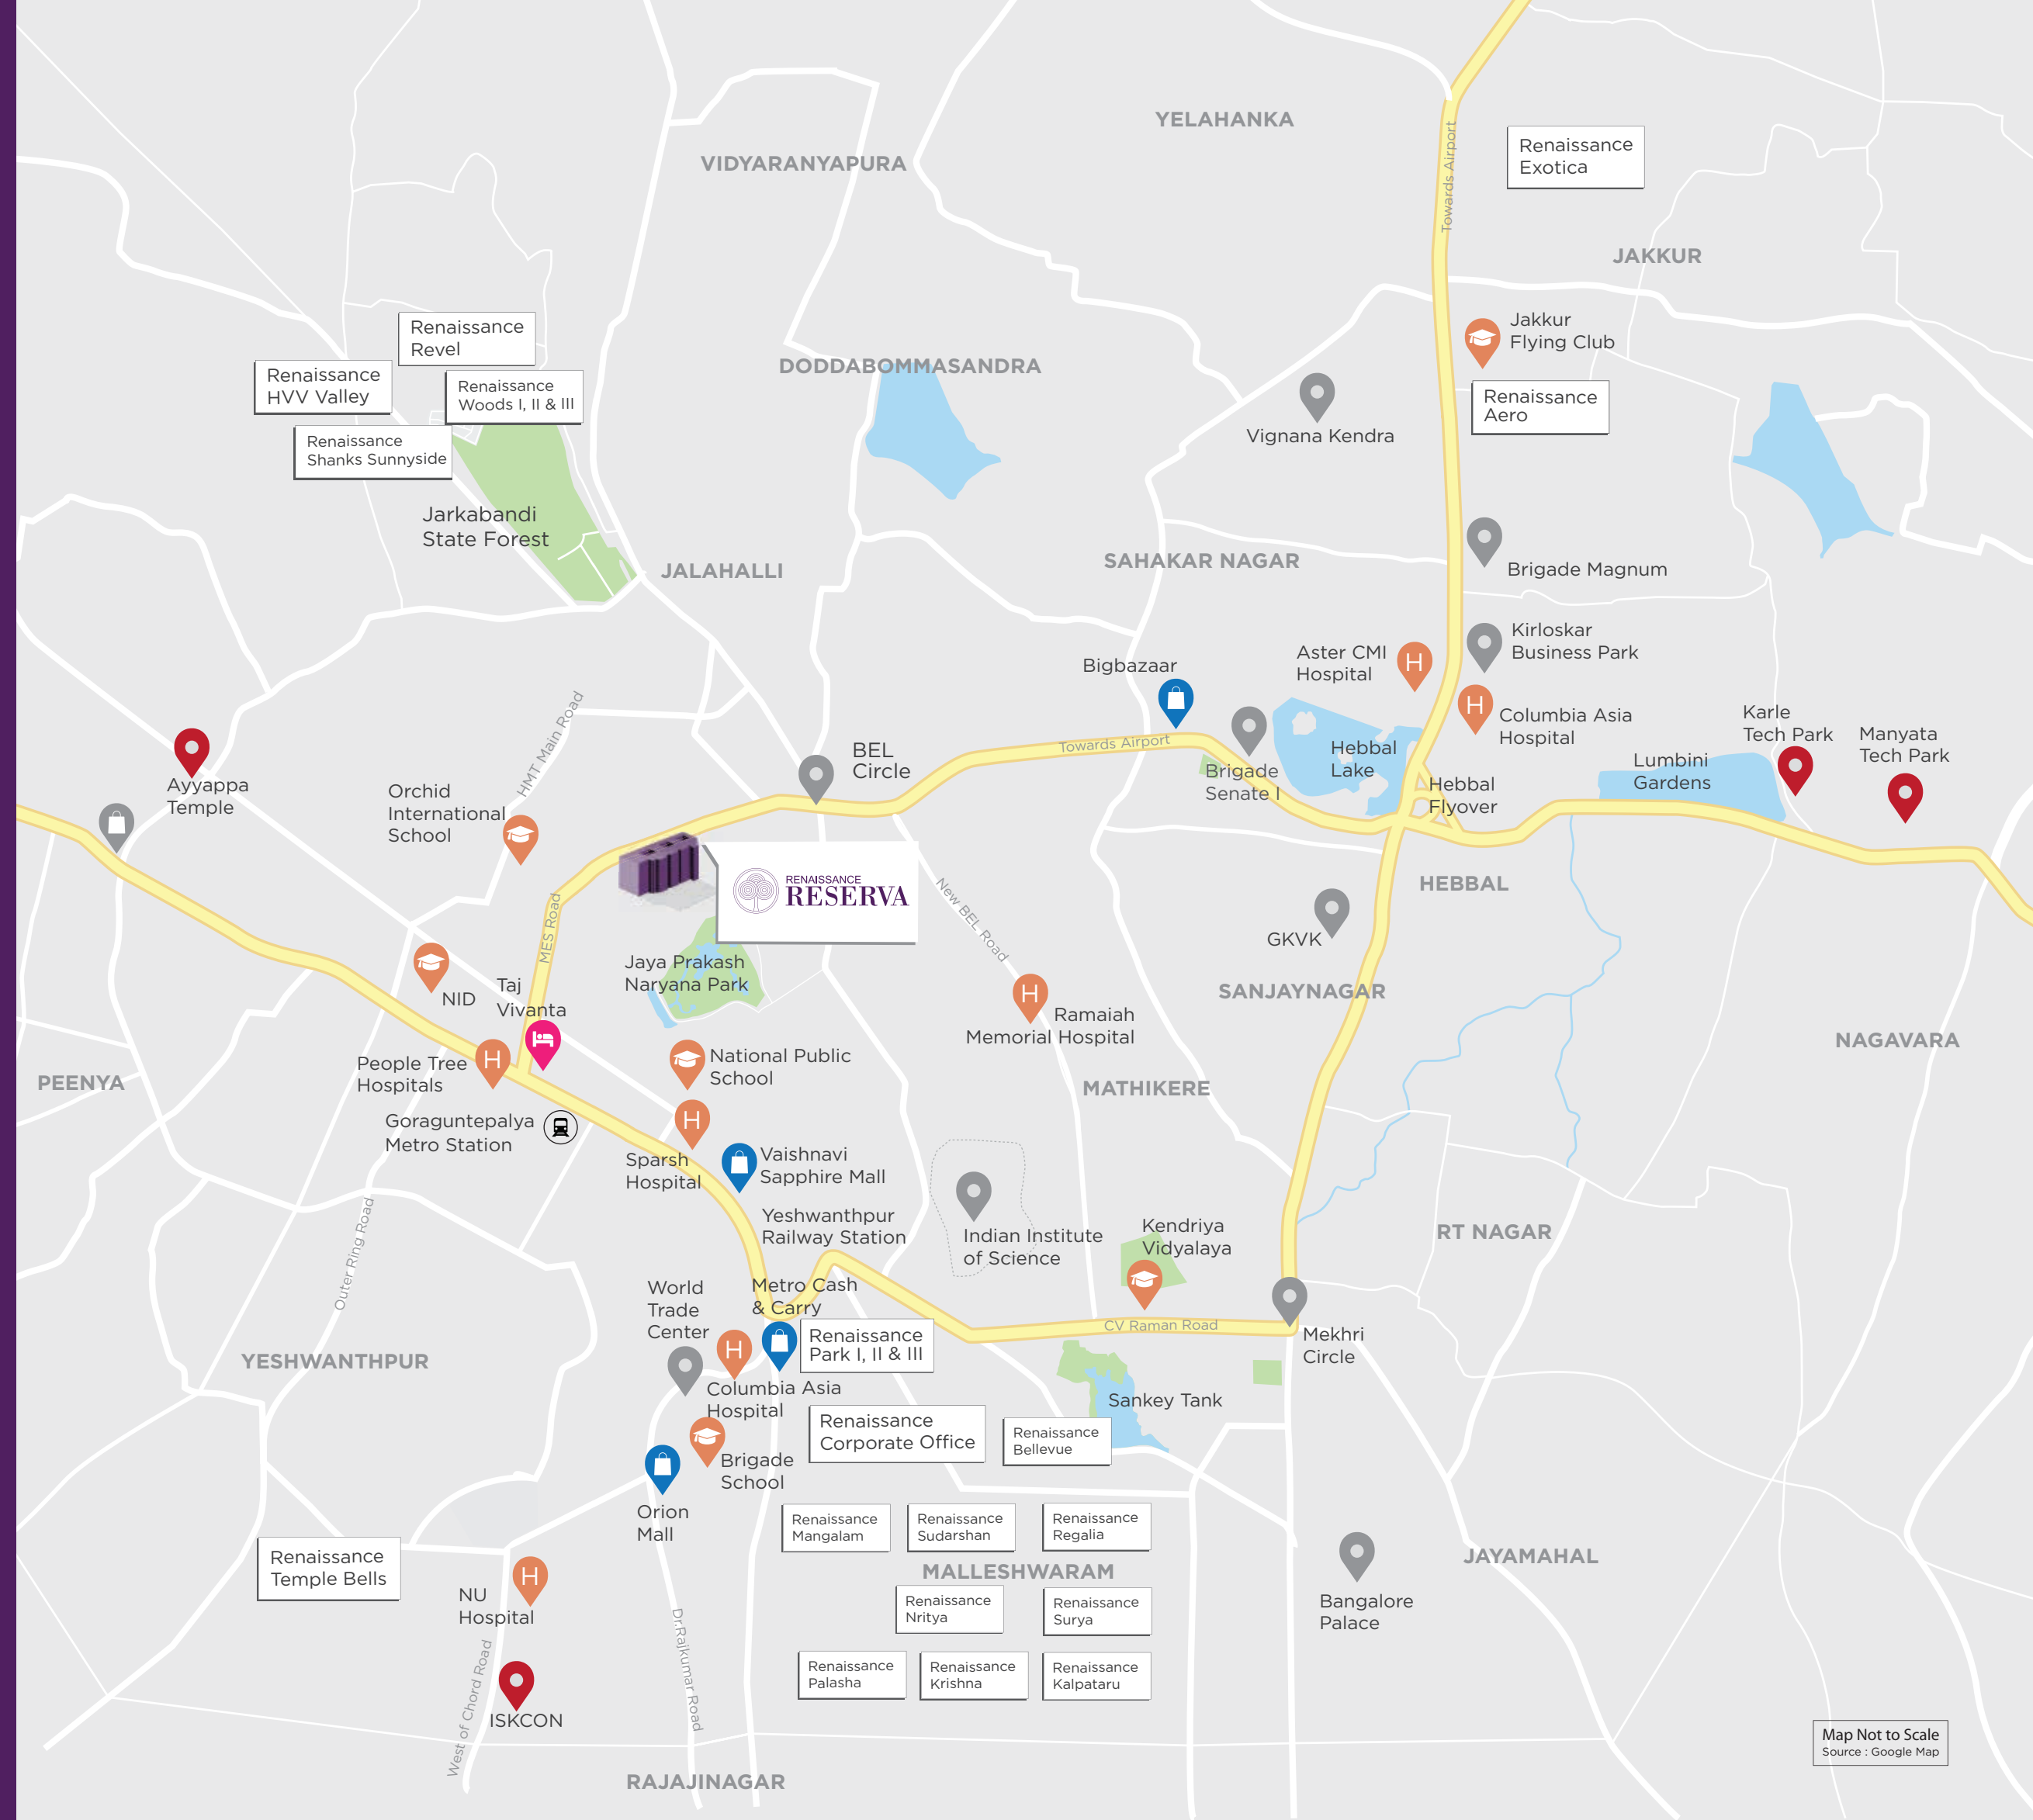 YELAHANKA
Renaissance
Exotica
VIDYARANYAPURA
Towards Airport
JAKKUR
Renaissance
Revel
Jakkur
Flying Club
Renaissance
HVV Valley
Renaissance
Woods I, II & III
DODDABOMMASANDRA
Renaissance
Aero
Vignana Kendra
Renaissance
Shanks Sunnyside
Jarkabandi
State Forest
JALAHALLI
SAHAKAR NAGAR
Brigade Magnum
Kirloskar
Business Park
Aster CMI
Hospital
Bigbazaar
Columbia Asia
Hospital
Karle
Tech Park
Manyata
Tech Park
HMT Main Road
BEL
Circle
Towards Airport
Hebbal
Lake
Lumbini
Gardens
Brigade
Senate I
Hebbal
Flyover
Ayyappa
Temple
Orchid
International
School
RENAISSANCE
RESERVA
HEBBAL
New BEL Road
MES Road
GKVK
Jaya Prakash
Naryana Park
NID
Taj
Vivanta
SANJAYNAGAR
Ramaiah
Memorial Hospital
NAGAVARA
People Tree
Hospitals
National Public
School
PEENYA
MATHIKERE
Goraguntepalya
Metro Station
Sparsh
Hospital
Vaishnavi
Sapphire Mall
Yeshwanthpur
Railway Station
Indian Institute
of Science
Kendriya
Vidyalaya
RT NAGAR
Outer Ring Road
World
Trade
Center
Metro Cash
& Carry
CV Raman Road
Renaissance
Park I, II & III
Mekhri
Circle
YESHWANTHPUR
Columbia Asia
Hospital
Sankey Tank
Renaissance
Corporate Office
Renaissance
Bellevue
Brigade
School
Orion
Mall
Renaissance
Mangalam
Renaissance
Sudarshan
Renaissance
Regalia
Renaissance
Temple Bells
MALLESHWARAM
JAYAMAHAL
NU
Hospital
Renaissance
Nritya
Renaissance
Surya
Bangalore
Palace
West of Chord Road
Dr.Rajkumar Road
Renaissance
Palasha
Renaissance
Krishna
Renaissance
Kalpataru
ISKCON
Map Not to Scale
Source : Google Map
RAJAJINAGAR